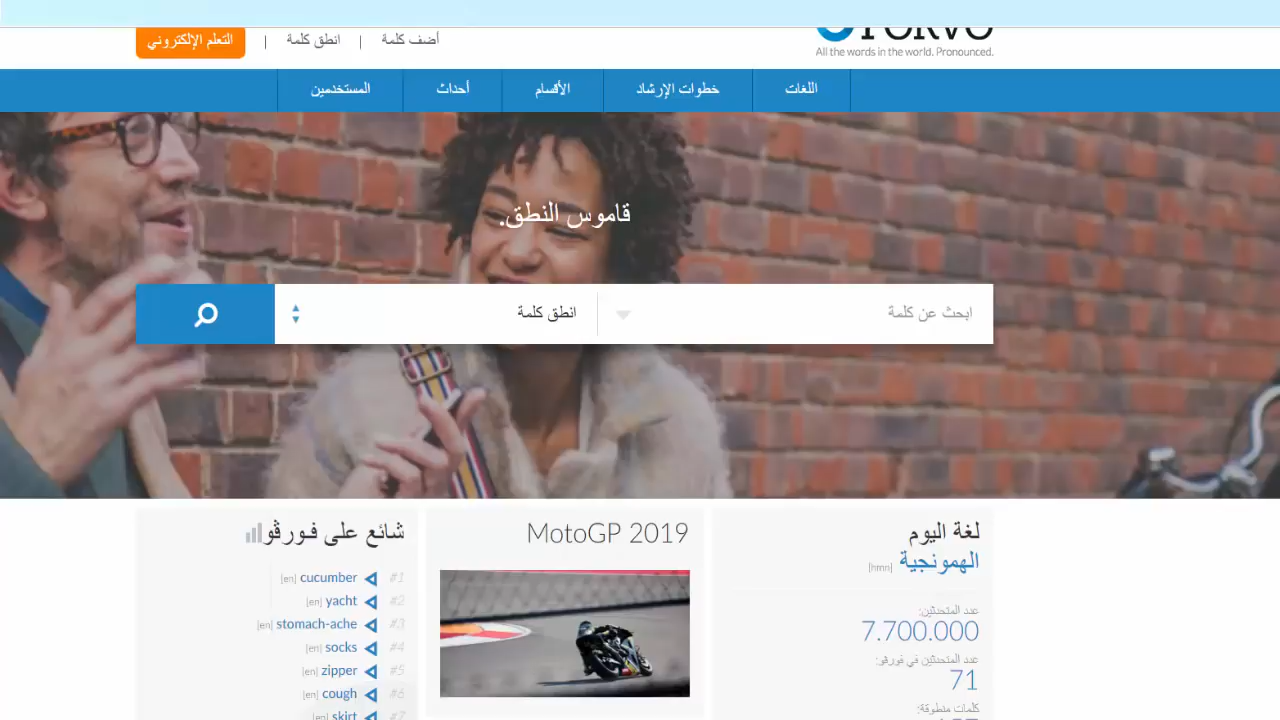 All the words in the world. Pronounced.
أضف كلمة | انطق كلمة | التعلم الإلكتروني
اللغات خطوات الإرشاد الأقسام أحداث المستخدمين
قاموس النطق.
ابحث عن كلمة انطق كلمة
لغة اليوم
الهمونجية [hmn]
عدد المتحدثين:
7.700.000
عدد المتحدثين في فورڤو:
71
كلمات منطوقة:
MotoGP 2019
شائع على فـورڤو
#1 cucumber [en]
#2 yacht [en]
#3 stomach-ache [en]
#4 socks [en]
#5 zipper [en]
#6 cough [en]
#7 skirt [en]